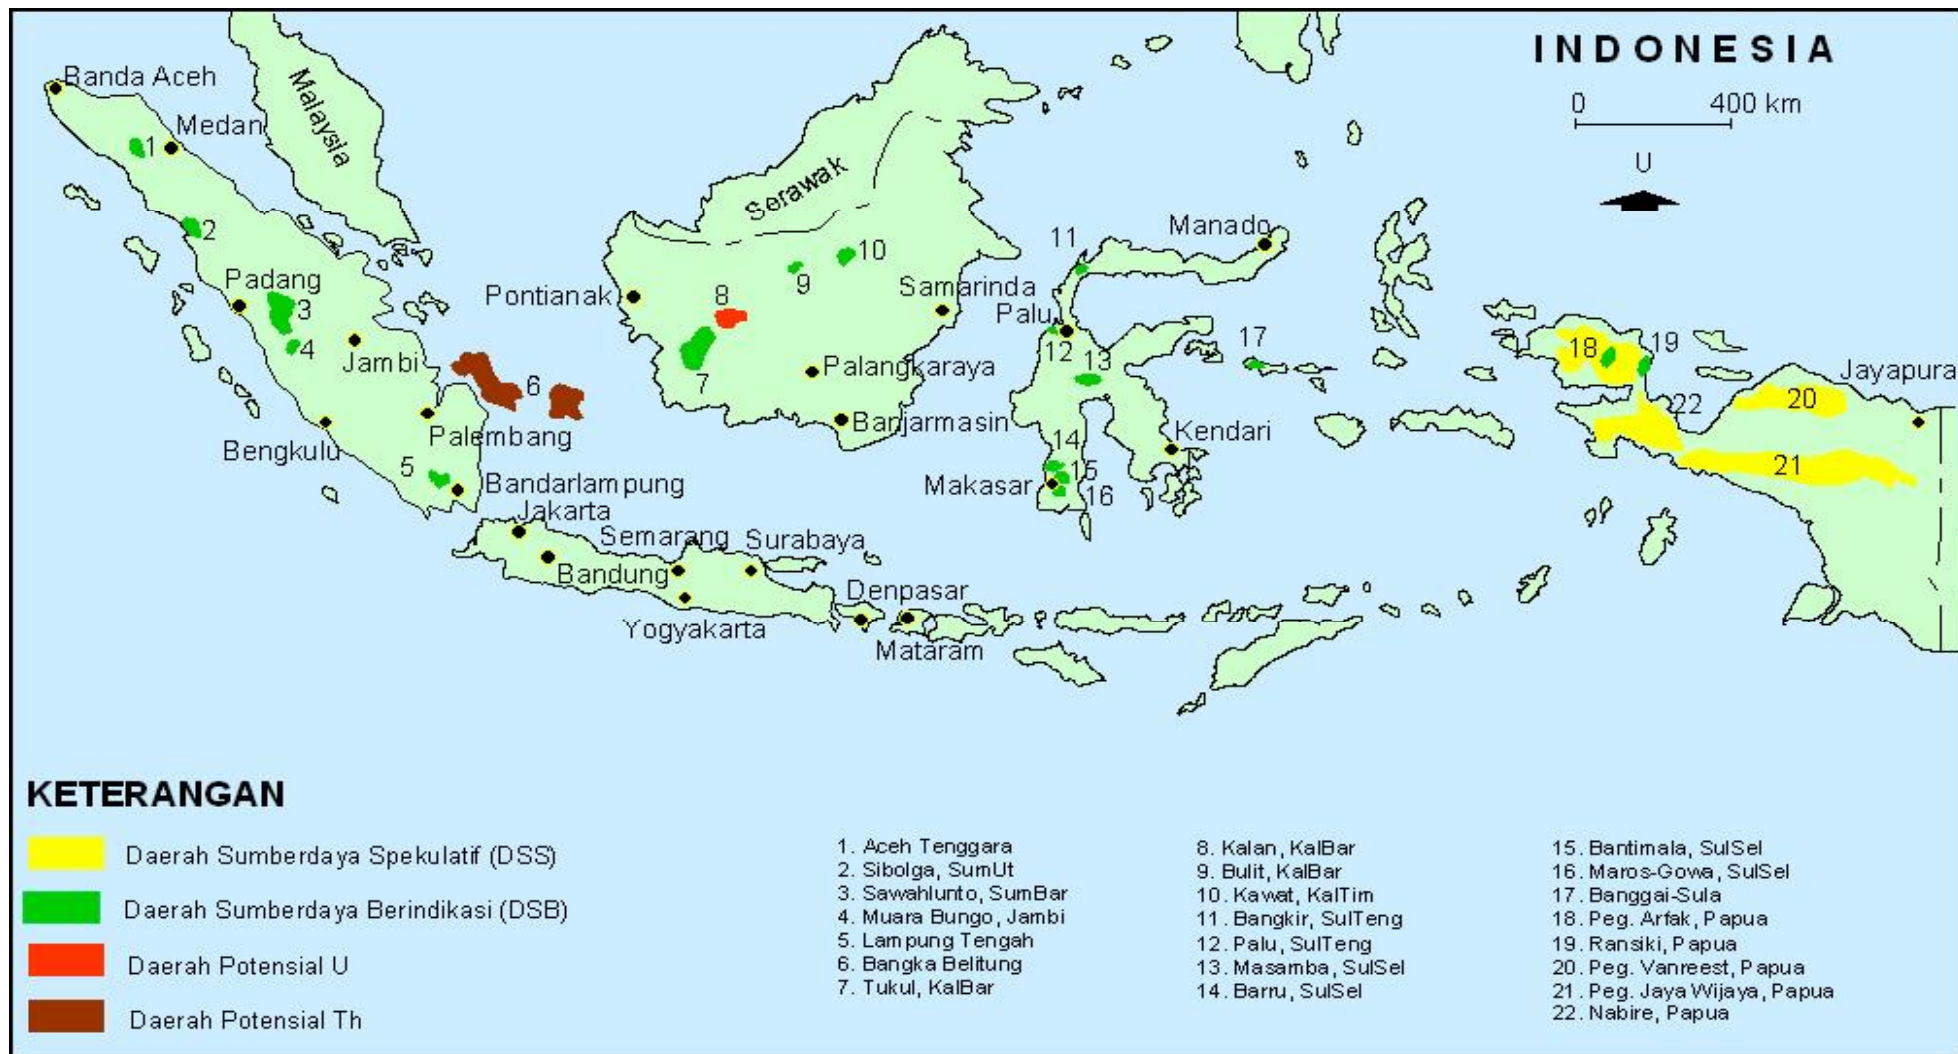 INDONESIA
0 400 km
U
Banda Aceh
Malaysia
Medan
1
2
Serawak
Padang
3
4
Jambi
Pontianak
8
9
10
7
6
Samarinda
Palangkaraya
Banjarmasin
11
Manado
Palu
12
13
17
14
15
16
Makasar
Kendari
18
19
22
20
21
Jayapura
Bengkulu
Palembang
5
Bandarlampung
Jakarta
Semarang
Surabaya
Bandung
Yogyakarta
Denpasar
Mataram
KETERANGAN
Daerah Sumberdaya Spekulatif (DSS)
Daerah Sumberdaya Berindikasi (DSB)
Daerah Potensial U
Daerah Potensial Th
1. Aceh Tenggara
2. Sibolga, SumUt
3. Sawahlunto, SumBar
4. Muara Bungo, Jambi
5. Lampung Tengah
6. Bangka Belitung
7. Tukul, KalBar
8. Kalan, KalBar
9. Bulit, KalBar
10. Kawat, KalTim
11. Bangkir, SulTeng
12. Palu, SulTeng
13. Masamba, SulSel
14. Barru, SulSel
15. Bantimala, SulSel
16. Maros-Gowa, SulSel
17. Banggai-Sula
18. Peg. Arfak, Papua
19. Ransiki, Papua
20. Peg. Vanreest, Papua
21. Peg. Jaya Wijaya, Papua
22. Nabire, Papua